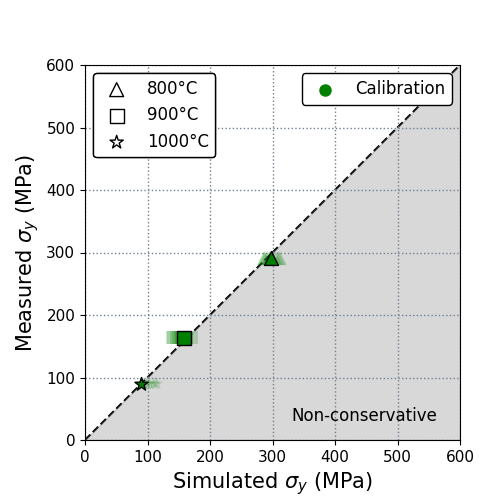 600
500
400
300
200
100
0
Measured σy (MPa)
800°C
900°C
1000°C
Calibration
Non-conservative
0 100 200 300 400 500 600
Simulated σy (MPa)